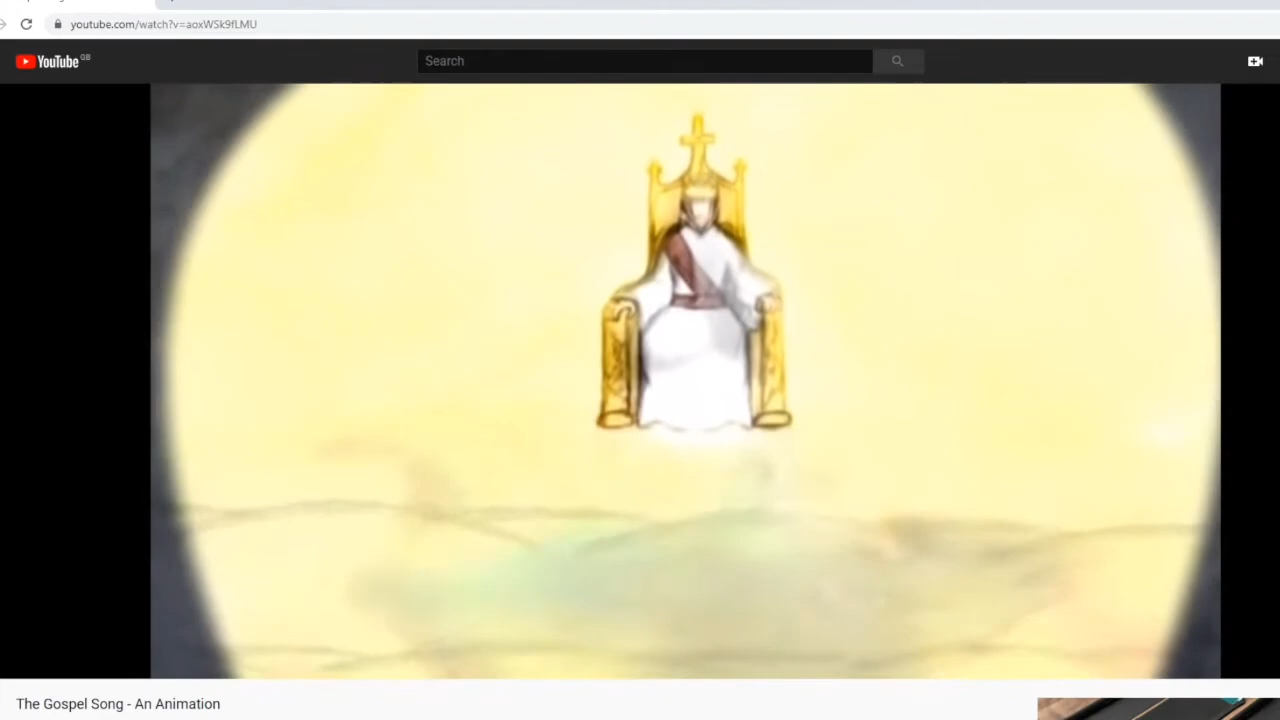 youtube.com/watch?v=aoxWSk9fLMU
YouTube GB
Search
The Gospel Song - An Animation